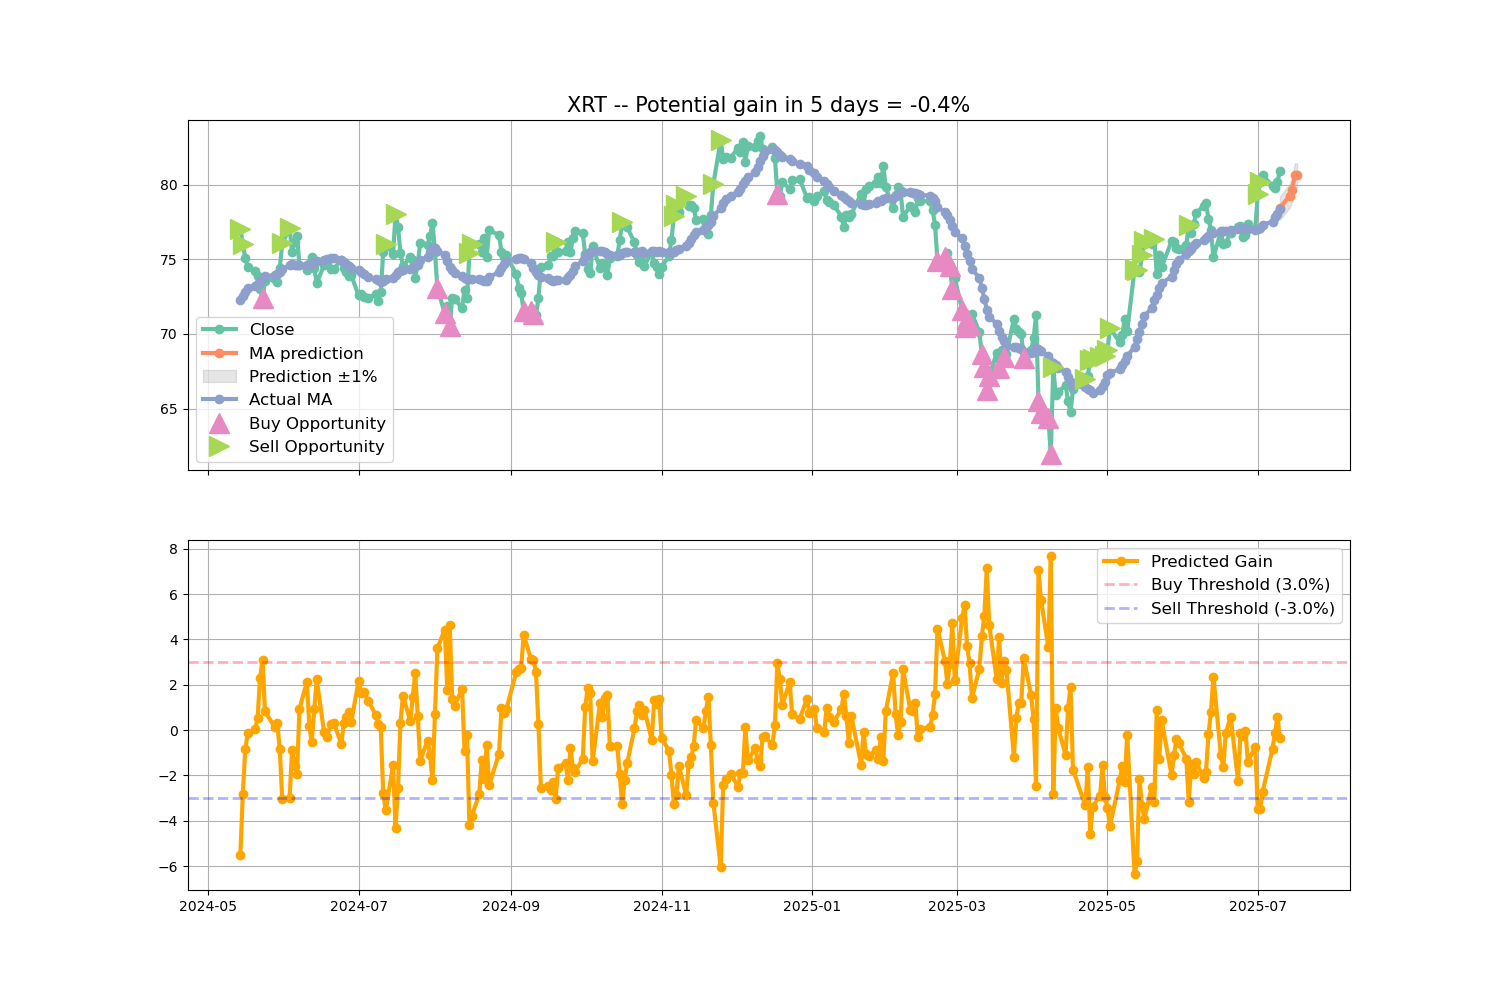 XRT -- Potential gain in 5 days = -0.4%
80
75
70
65
Close
MA prediction
Prediction ±1%
Actual MA
Buy Opportunity
Sell Opportunity
8
6
4
2
0
−2
−4
−6
Predicted Gain
Buy Threshold (3.0%)
Sell Threshold (-3.0%)
2024-05
2024-07
2024-09
2024-11
2025-01
2025-03
2025-05
2025-07